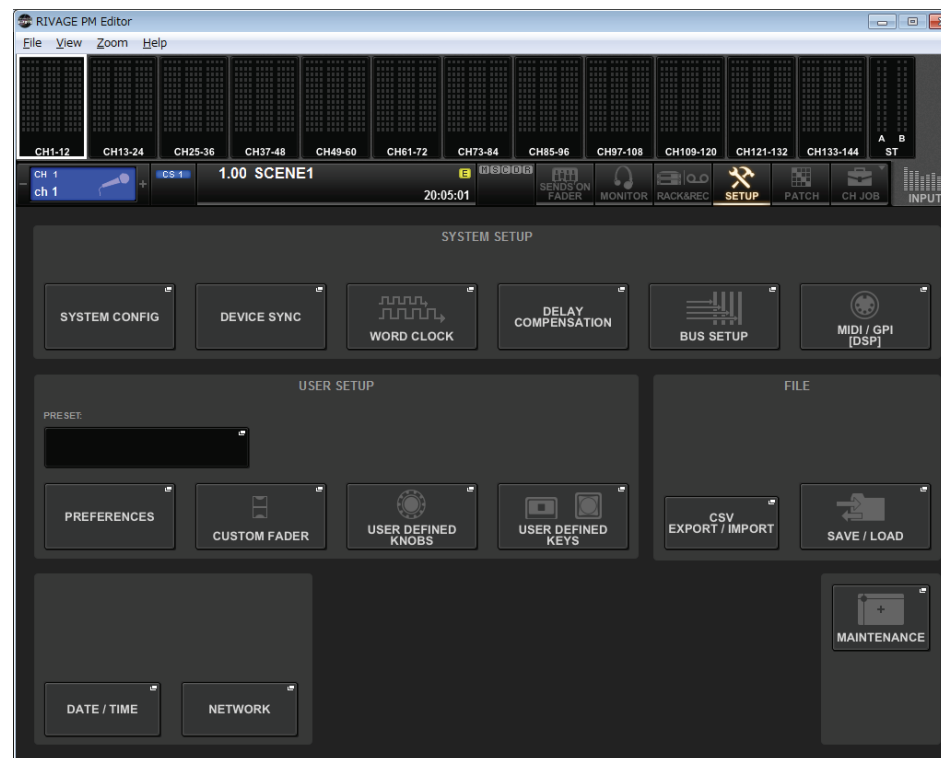 RIVAGE PM Editor
File View Zoom Help
CH1-12 CH13-24 CH25-36 CH37-48 CH49-60 CH61-72 CH73-84 CH85-96 CH97-108 CH109-120 CH121-132 CH133-144 A B ST
CH 1
ch 1
CS 1
1.00 SCENE1
E
20:05:01
SENDS ON
FADER
MONITOR
RACK&REC
SETUP
PATCH
CH JOB
INPUT
SYSTEM SETUP
SYSTEM CONFIG
DEVICE SYNC
WORD CLOCK
DELAY
COMPENSATION
BUS SETUP
MIDI / GPI
[DSP]
USER SETUP
PRESET:
PREFERENCES
CUSTOM FADER
USER DEFINED
KNOBS
USER DEFINED
KEYS
FILE
CSV
EXPORT / IMPORT
SAVE / LOAD
DATE / TIME
NETWORK
MAINTENANCE